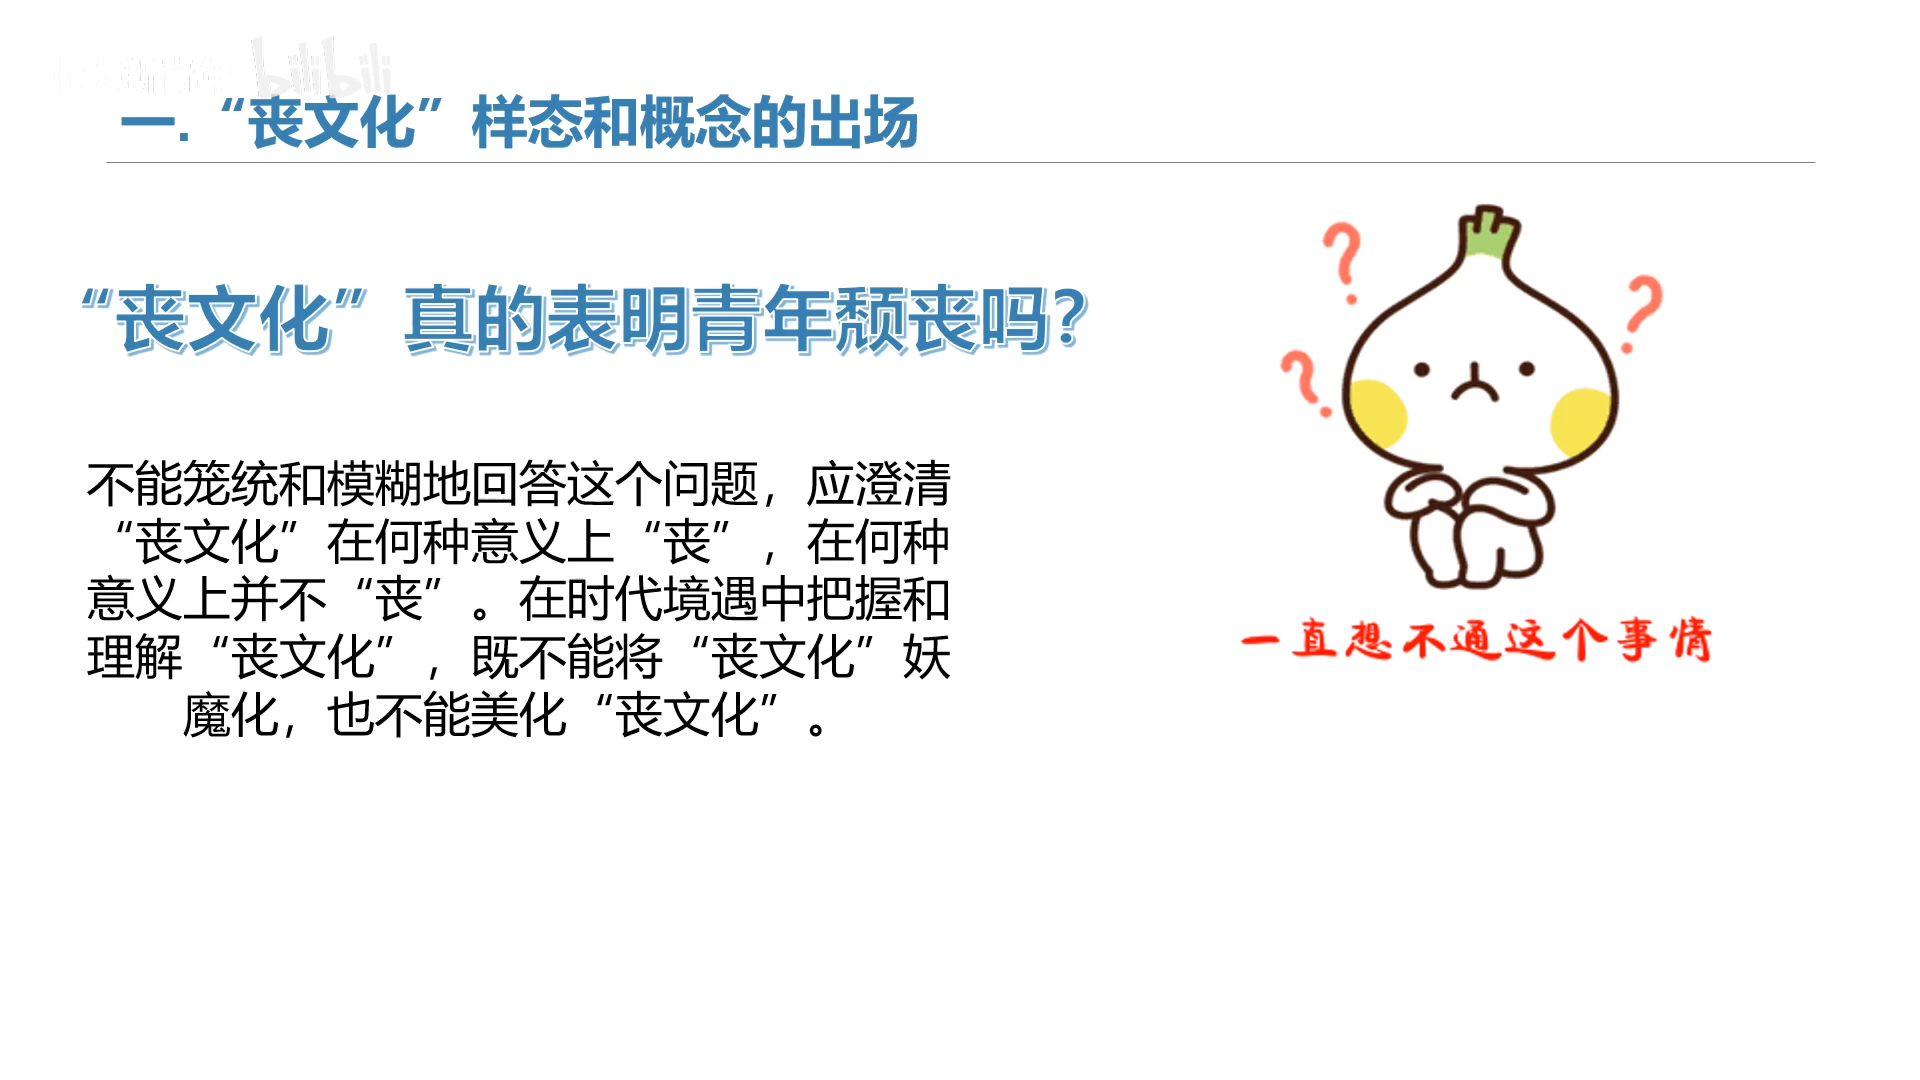 bilibili
一.“丧文化”样态和概念的出场
“丧文化”真的表明青年颓丧吗？
不能笼统和模糊地回答这个问题，应澄清
“丧文化”在何种意义上“丧”，在何种
意义上并不“丧”。在时代境遇中把握和
理解“丧文化”，既不能将“丧文化”妖
魔化，也不能美化“丧文化”。
一直想不通这个事情